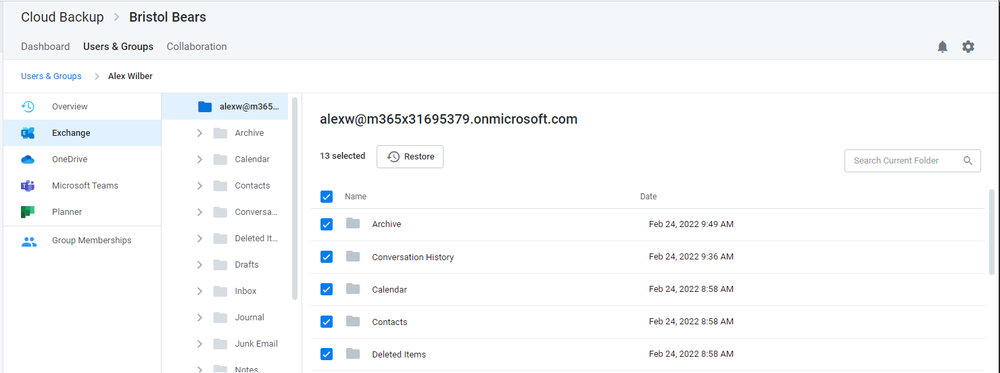 Cloud Backup > Bristol Bears
Dashboard Users & Groups Collaboration
Users & Groups > Alex Wilber
Overview
Exchange
OneDrive
Microsoft Teams
Planner
Group Memberships
alexw@m365...
Archive
Calendar
Contacts
Conversa...
Deleted It...
Drafts
Inbox
Journal
Junk Email
Notes
alexw@m365x31695379.onmicrosoft.com
13 selected Restore Search Current Folder
Name Date
Archive Feb 24, 2022 9:49 AM
Conversation History Feb 24, 2022 9:36 AM
Calendar Feb 24, 2022 8:58 AM
Contacts Feb 24, 2022 8:58 AM
Deleted Items Feb 24, 2022 8:58 AM